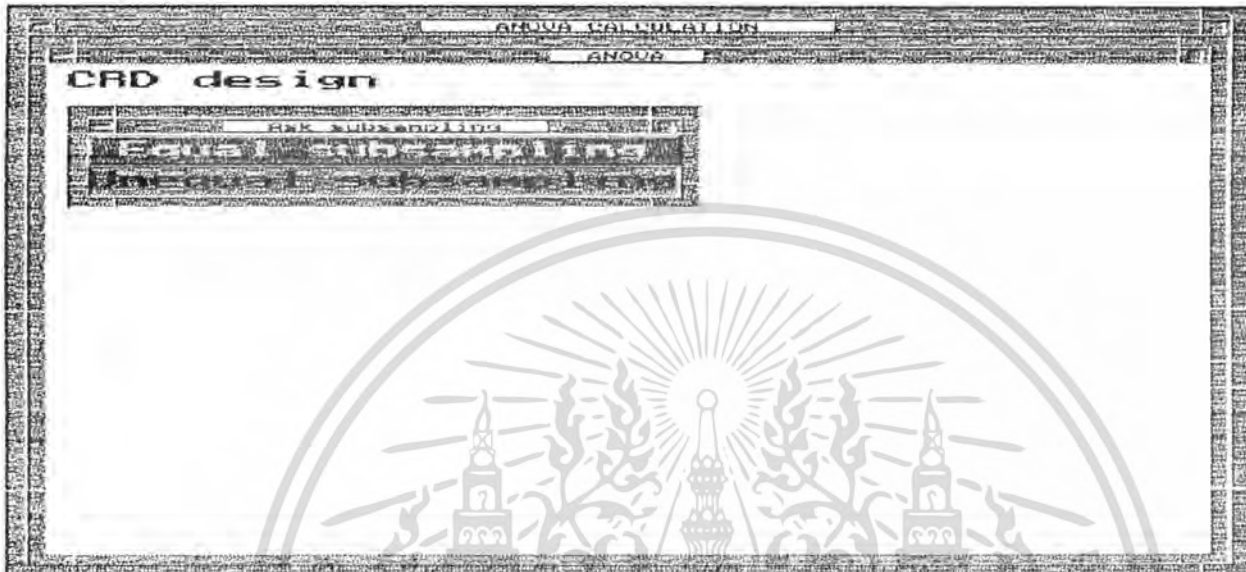 ANOVA CALCULATION
ANOVA
CRD design
Ask subsampling
Equal subsampling
Unequal subsampling